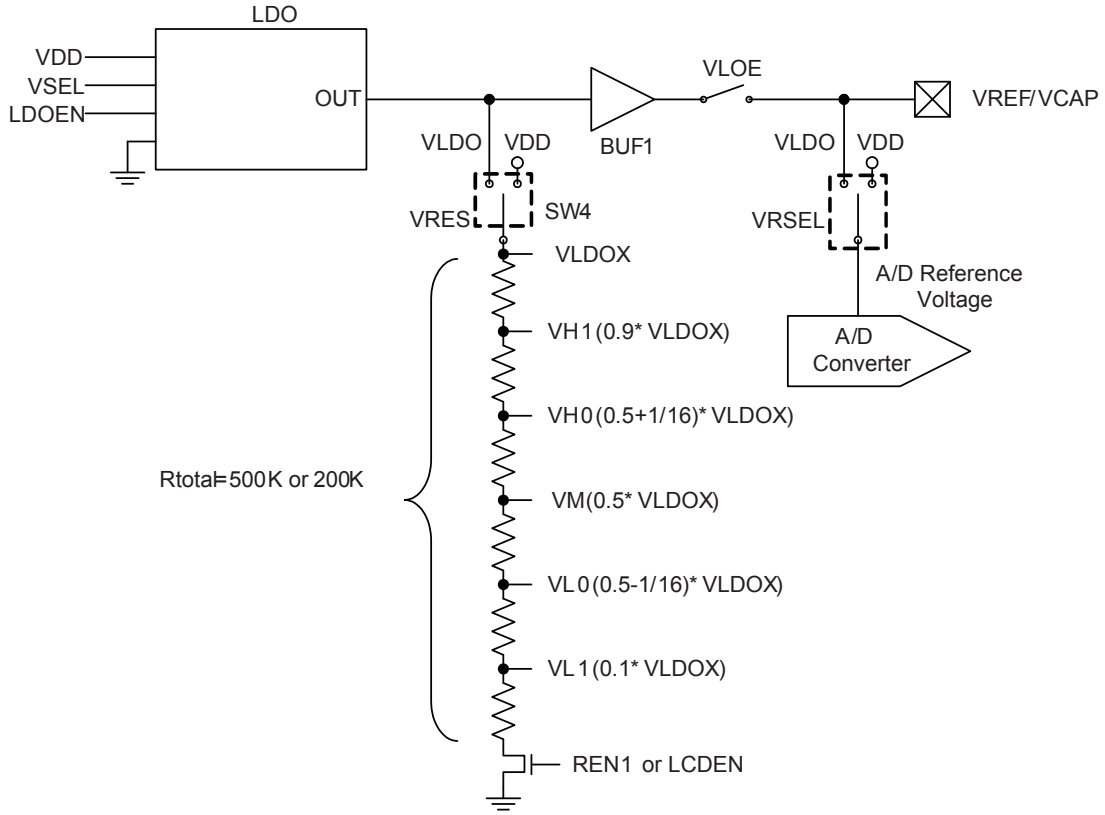 LDO
VDD
VSEL
LDOEN
OUT
BUF1
VLOE
VREF/VCAP
VLDO VDD
VRES
SW4
VLDO VDD
VRSEL
A/D Reference
Voltage
A/D
Converter
VLDOX
VH1(0.9* VLDOX)
VH0(0.5+1/16)* VLDOX)
Rtotal=500K or 200K
VM(0.5* VLDOX)
VL0(0.5-1/16)* VLDOX)
VL1(0.1* VLDOX)
REN1 or LCDEN